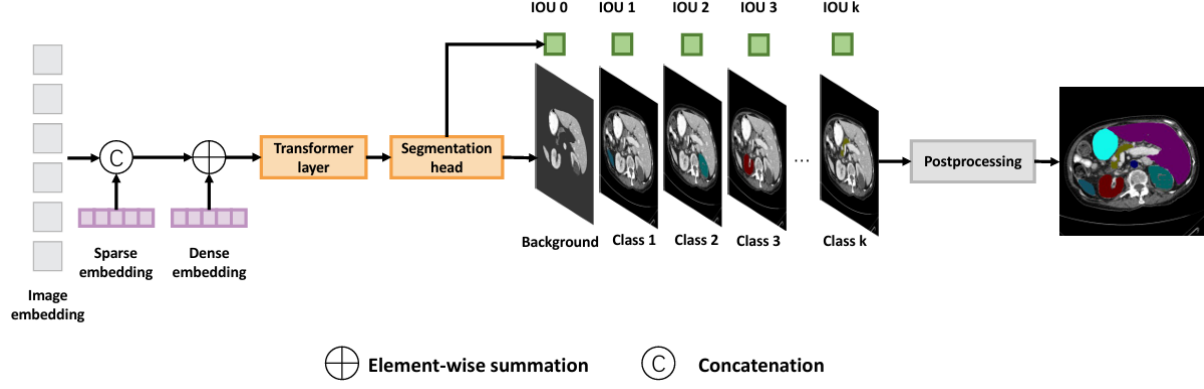 IOU 0 IOU 1 IOU 2 IOU 3 IOU k
C
Transformer
layer
Segmentation
head
...
Postprocessing
Sparse
embedding
Dense
embedding
Image
embedding
Background Class 1 Class 2 Class 3 Class k
Element-wise summation
C Concatenation